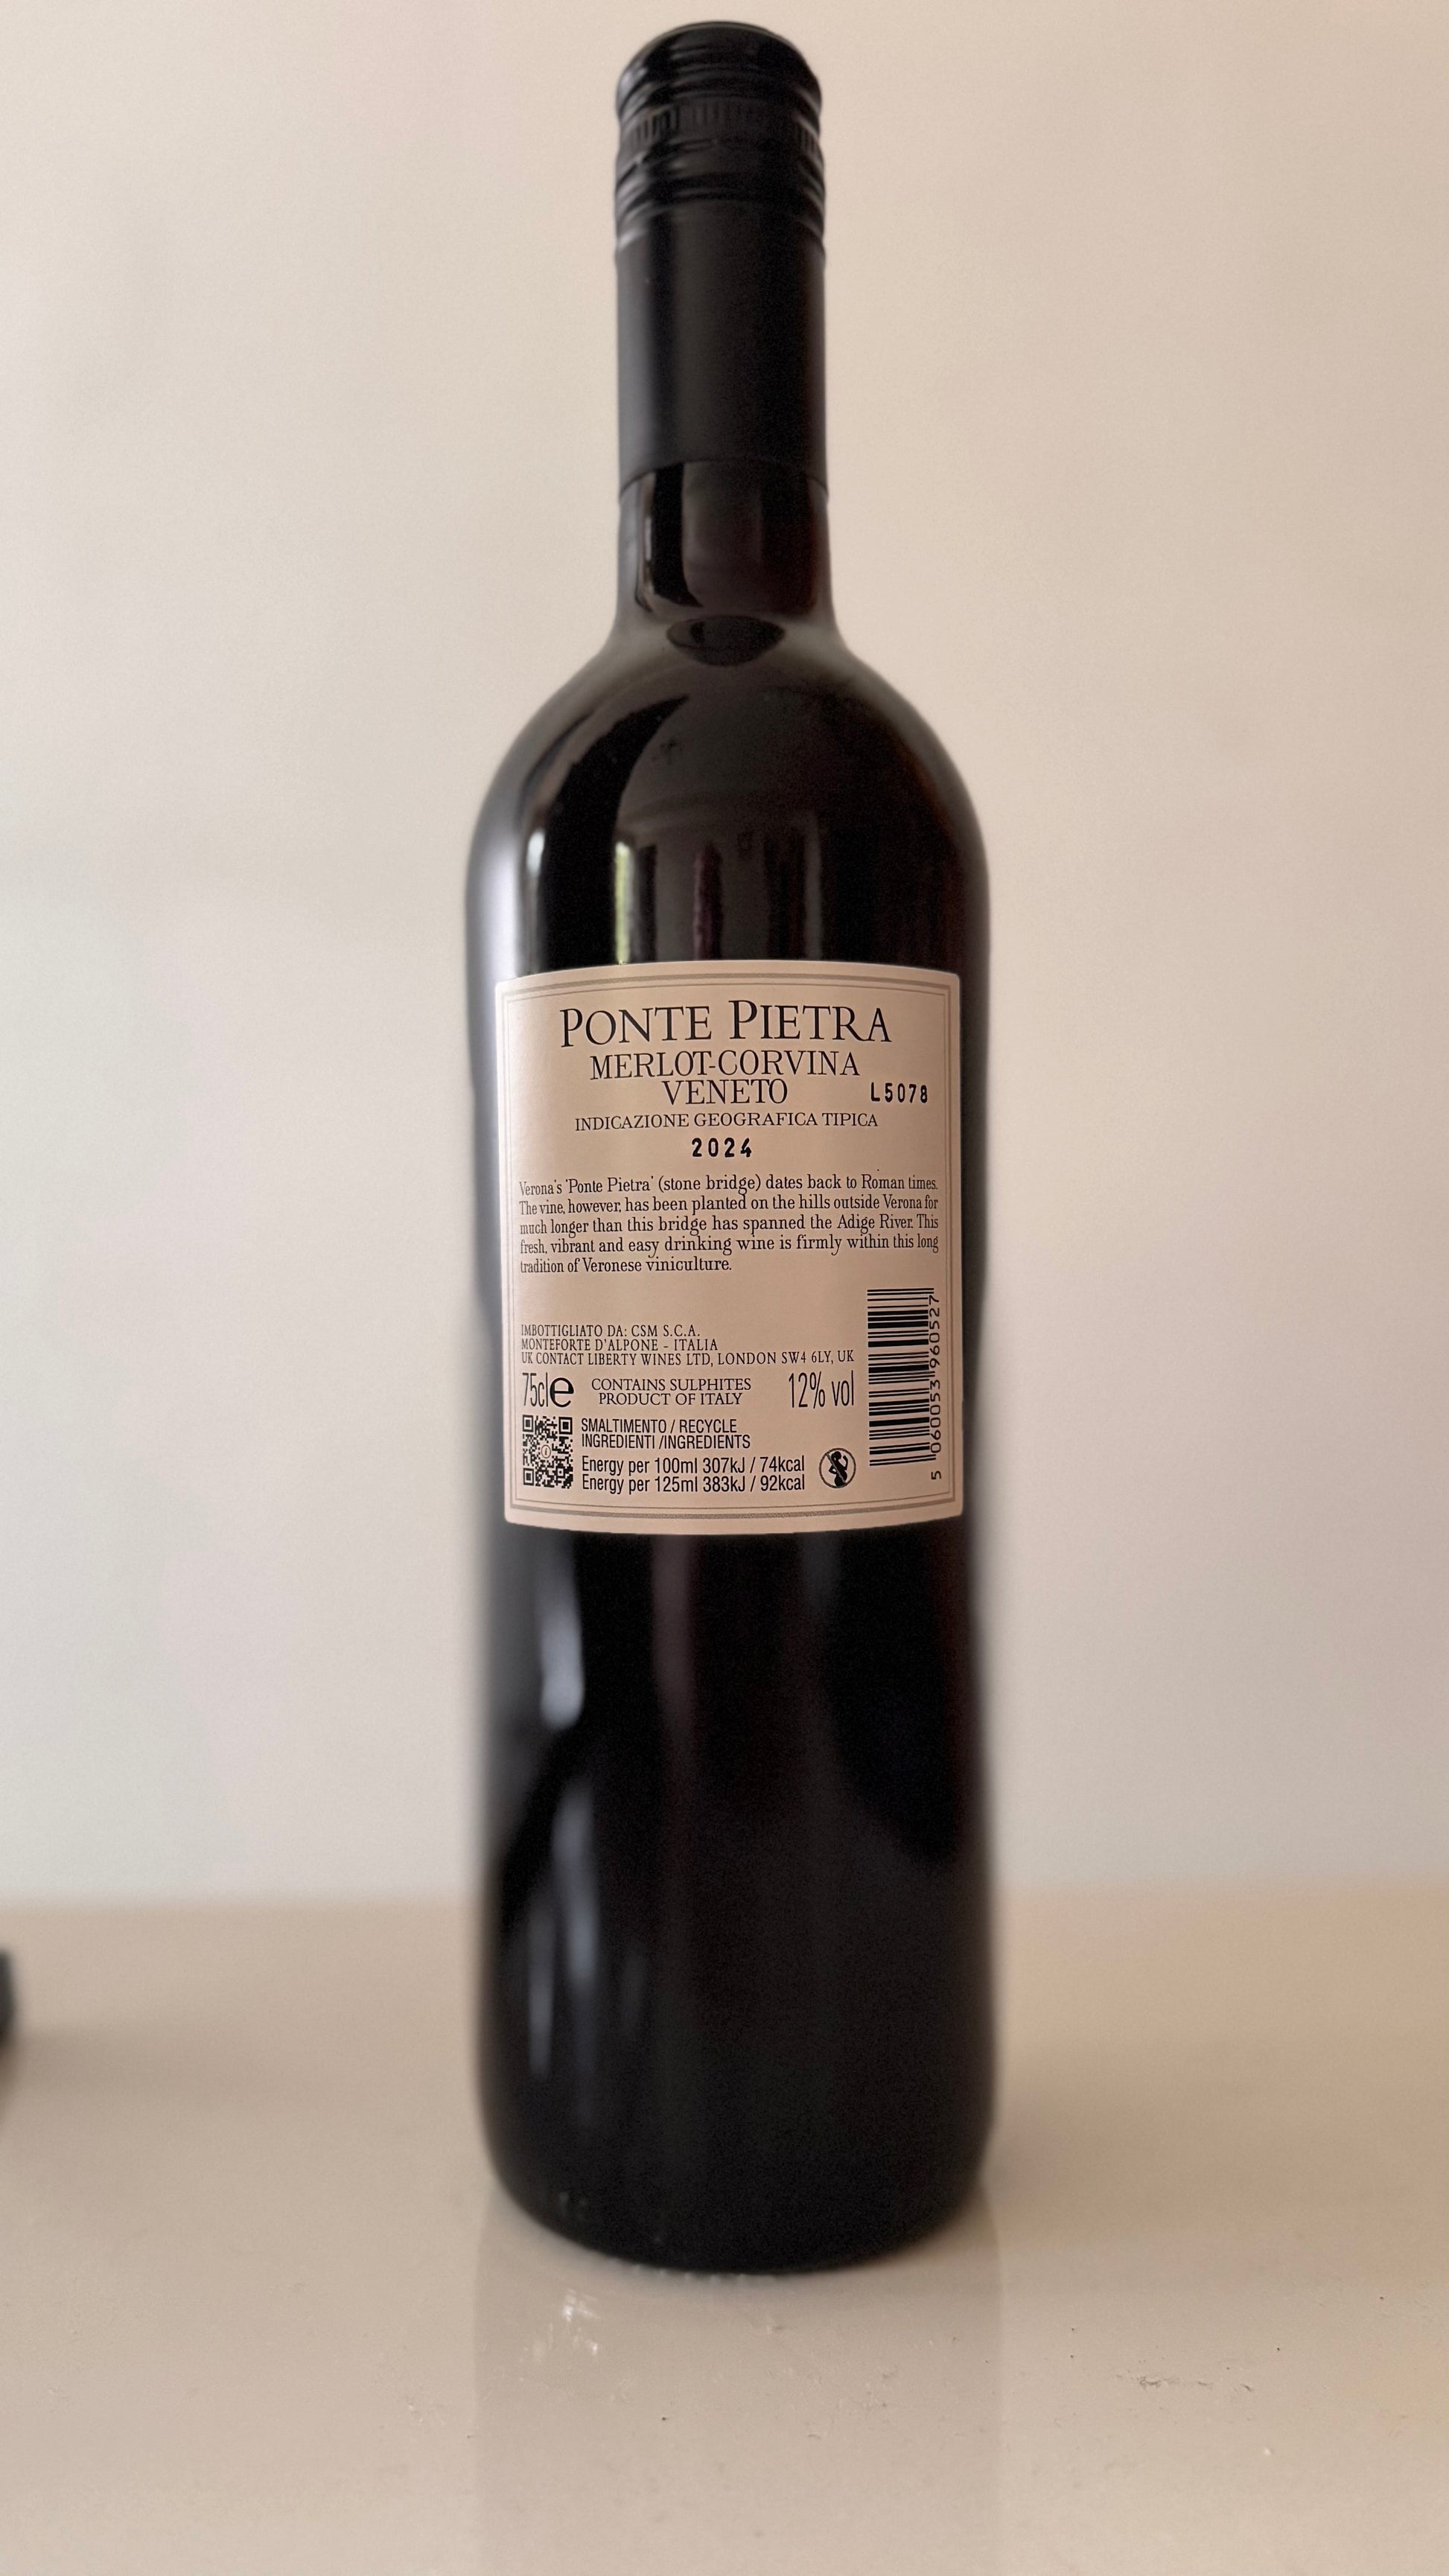 PONTE PIETRA
MERLOT-CORVINA
VENETO
L5078
INDICAZIONE GEOGRAFICA TIPICA
2024
Verona's 'Ponte Pietra' (stone bridge) dates back to Roman times.
The vine, however, has been planted on the hills outside Verona for
much longer than this bridge has spanned the Adige River. This
fresh, vibrant and easy drinking wine is firmly within this long
tradition of Veronese viniculture.
IMBOTTIGLIATO DA: CSM S.C.A.
MONTEFORTE D'ALPONE - ITALIA
UK CONTACT LIBERTY WINES LTD, LONDON SW4 6LY, UK
75cl e
CONTAINS SULPHITES
PRODUCT OF ITALY
12% vol
SMALTIMENTO / RECYCLE
INGREDIENTI /INGREDIENTS
Energy per 100ml 307kJ / 74kcal
Energy per 125ml 383kJ / 92kcal
5 060053 960527